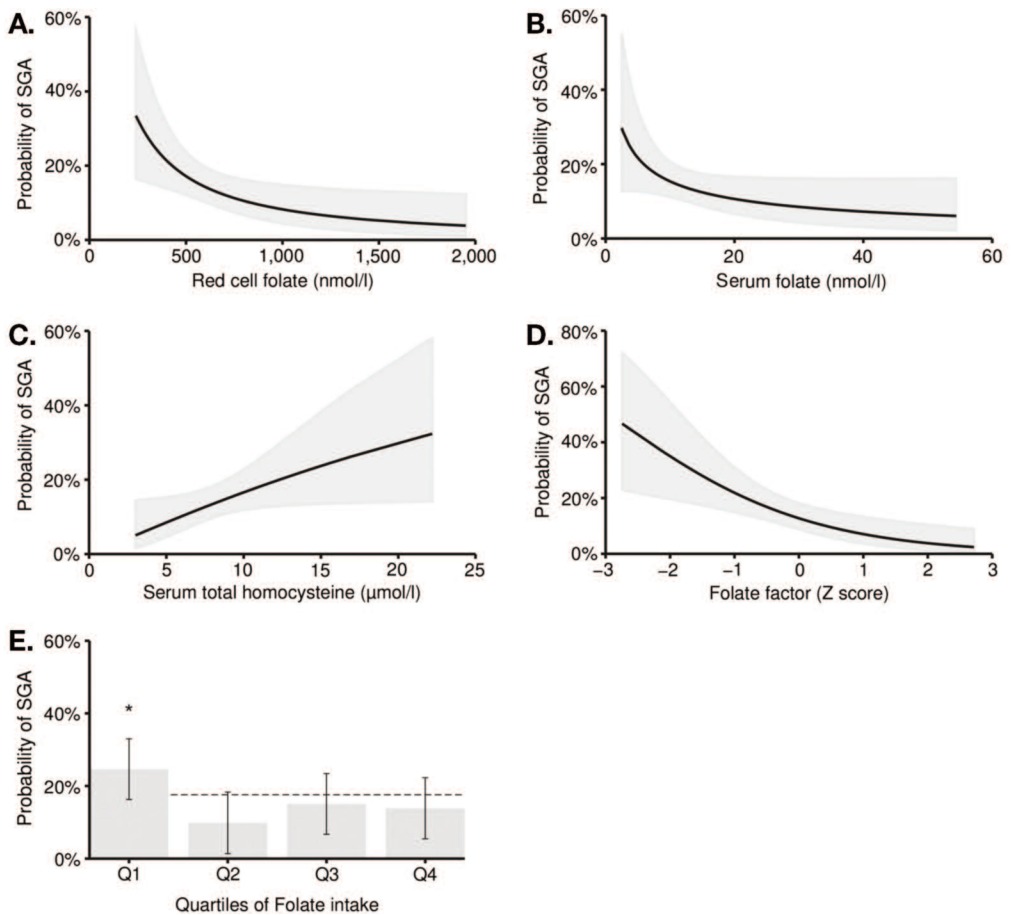 A.
Probability of SGA
60%
40%
20%
0%
0 500 1,000 1,500 2,000
Red cell folate (nmol/l)
B.
Probability of SGA
60%
40%
20%
0%
0 20 40 60
Serum folate (nmol/l)
C.
Probability of SGA
60%
40%
20%
0%
0 5 10 15 20 25
Serum total homocysteine (µmol/l)
D.
Probability of SGA
80%
60%
40%
20%
0%
−3 −2 −1 0 1 2 3
Folate factor (Z score)
E.
Probability of SGA
60%
40%
20%
0%
*
Q1 Q2 Q3 Q4
Quartiles of Folate intake